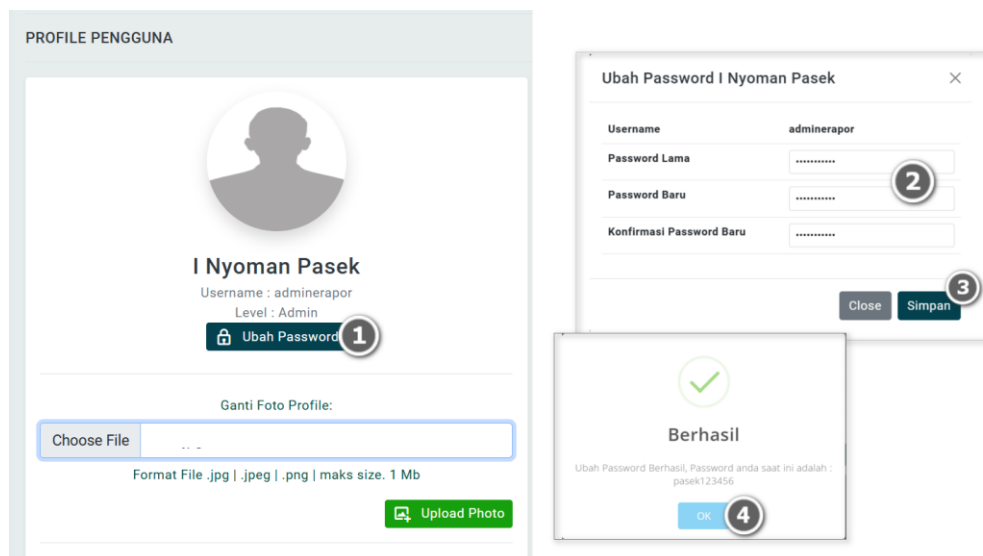 PROFILE PENGGUNA
I Nyoman Pasek
Username : adminerapor
Level : Admin
Ubah Password
1
Ganti Foto Profile:
Choose File
Format File .jpg | .jpeg | .png | maks size. 1 Mb
Upload Photo
Ubah Password I Nyoman Pasek
Username adminerapor
Password Lama ...........
2
Password Baru ...........
Konfirmasi Password Baru ...........
Close Simpan
3
Berhasil
Ubah Password Berhasil, Password anda saat ini adalah :
pasek123456
OK
4